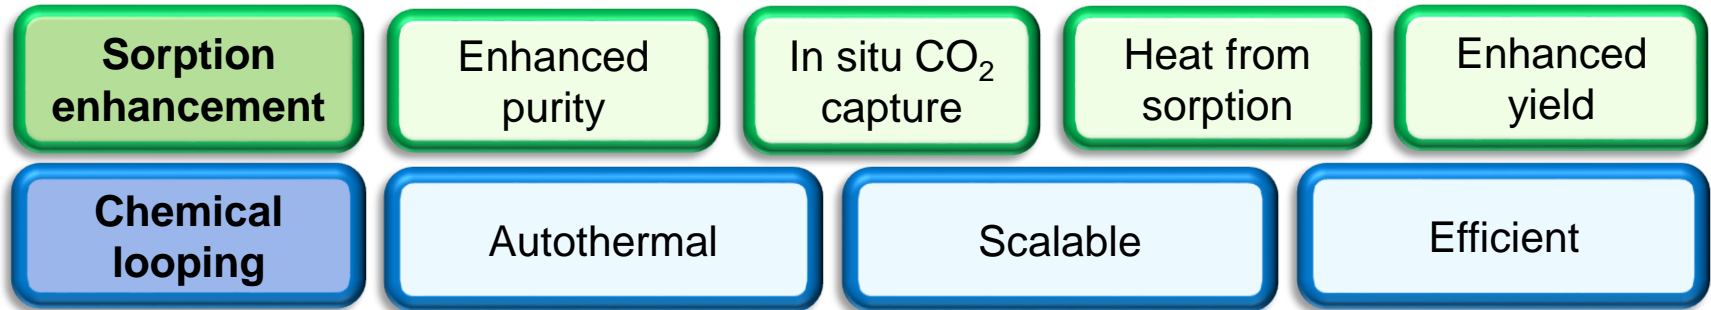 Sorption
enhancement
Enhanced
purity
In situ CO₂
capture
Heat from
sorption
Enhanced
yield
Chemical
looping
Autothermal
Scalable
Efficient